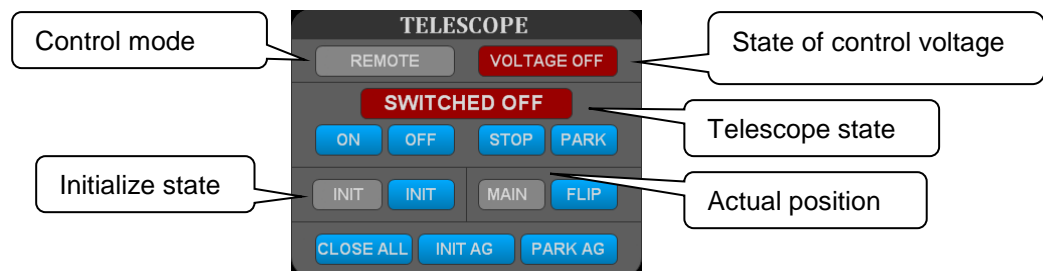 TELESCOPE
Control mode
REMOTE
VOLTAGE OFF
State of control voltage
SWITCHED OFF
Telescope state
ON
OFF
STOP
PARK
Initialize state
INIT
INIT
MAIN
FLIP
Actual position
CLOSE ALL
INIT AG
PARK AG